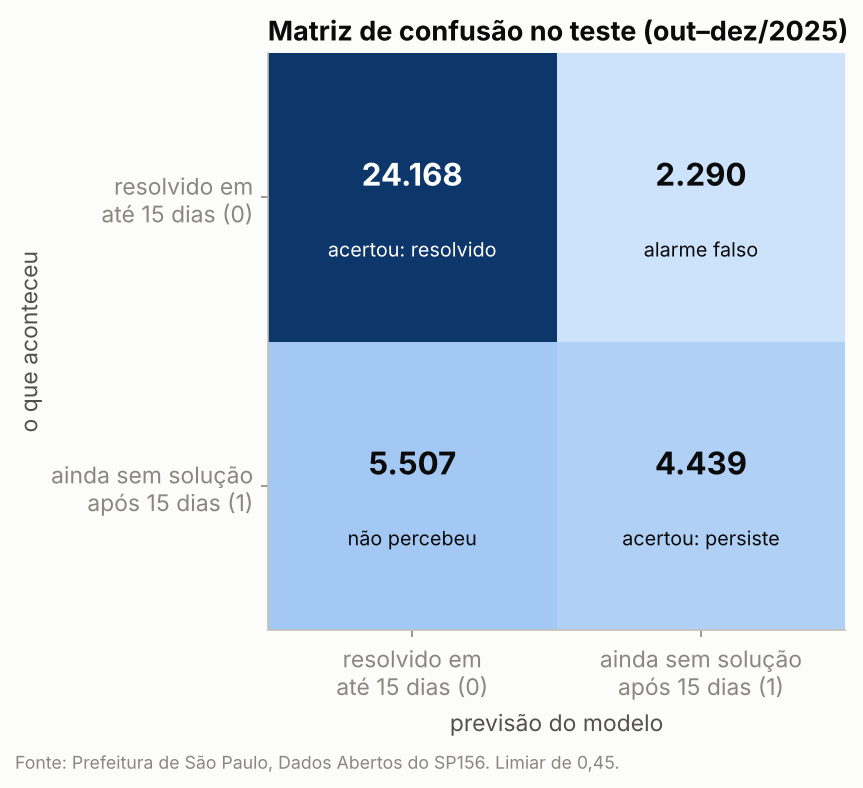 Matriz de confusão no teste (out–dez/2025)
o que aconteceu
resolvido em
até 15 dias (0)
24.168
acertou: resolvido
2.290
alarme falso
ainda sem solução
após 15 dias (1)
5.507
não percebeu
4.439
acertou: persiste
resolvido em
até 15 dias (0)
ainda sem solução
após 15 dias (1)
previsão do modelo
Fonte: Prefeitura de São Paulo, Dados Abertos do SP156. Limiar de 0,45.